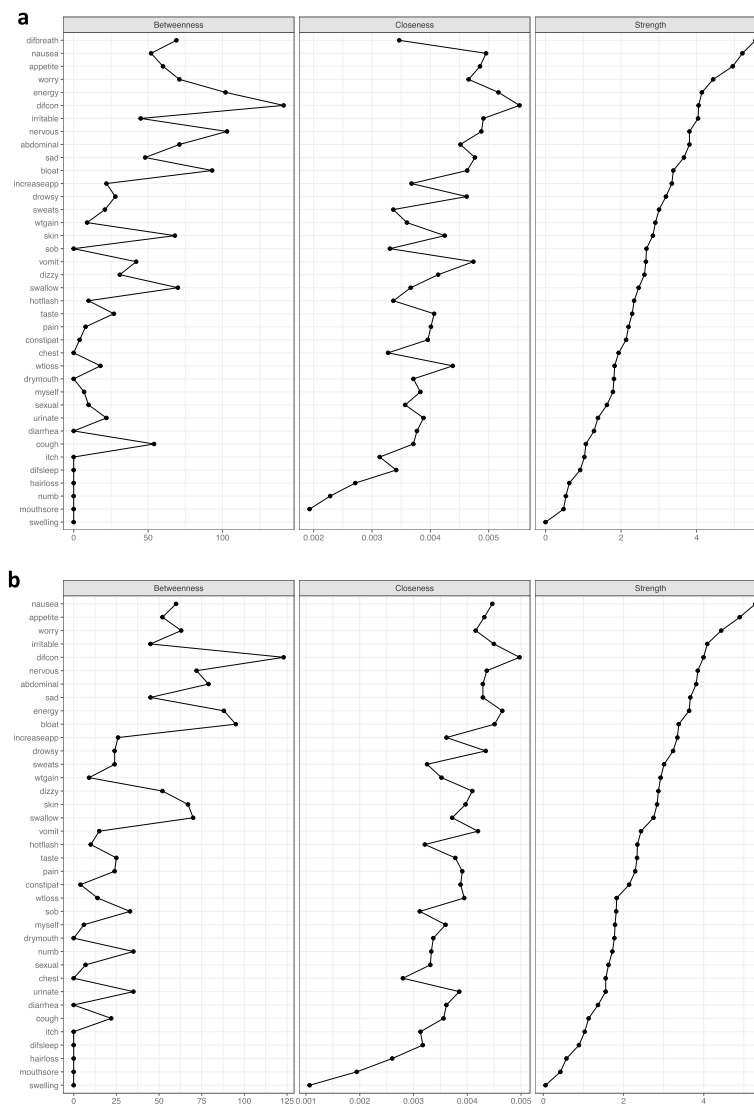 a
Betweenness Closeness Strength
difbreath
nausea
appetite
worry
energy
difcon
irritable
nervous
abdominal
sad
bloat
increaseapp
drowsy
sweats
wtgain
skin
sob
vomit
dizzy
swallow
hotflash
taste
pain
constipat
chest
wtloss
drymouth
myself
sexual
urinate
diarrhea
cough
itch
difsleep
hairloss
numb
mouthsore
swelling
0 50 100 0.002 0.003 0.004 0.005 0 2 4
b
Betweenness Closeness Strength
nausea
appetite
worry
irritable
difcon
nervous
abdominal
sad
energy
bloat
increaseapp
drowsy
sweats
wtgain
dizzy
skin
swallow
vomit
hotflash
taste
pain
constipat
wtloss
sob
myself
drymouth
numb
sexual
chest
urinate
diarrhea
cough
itch
difsleep
hairloss
mouthsore
swelling
0 25 50 75 100 125 0.001 0.002 0.003 0.004 0.005 0 2 4